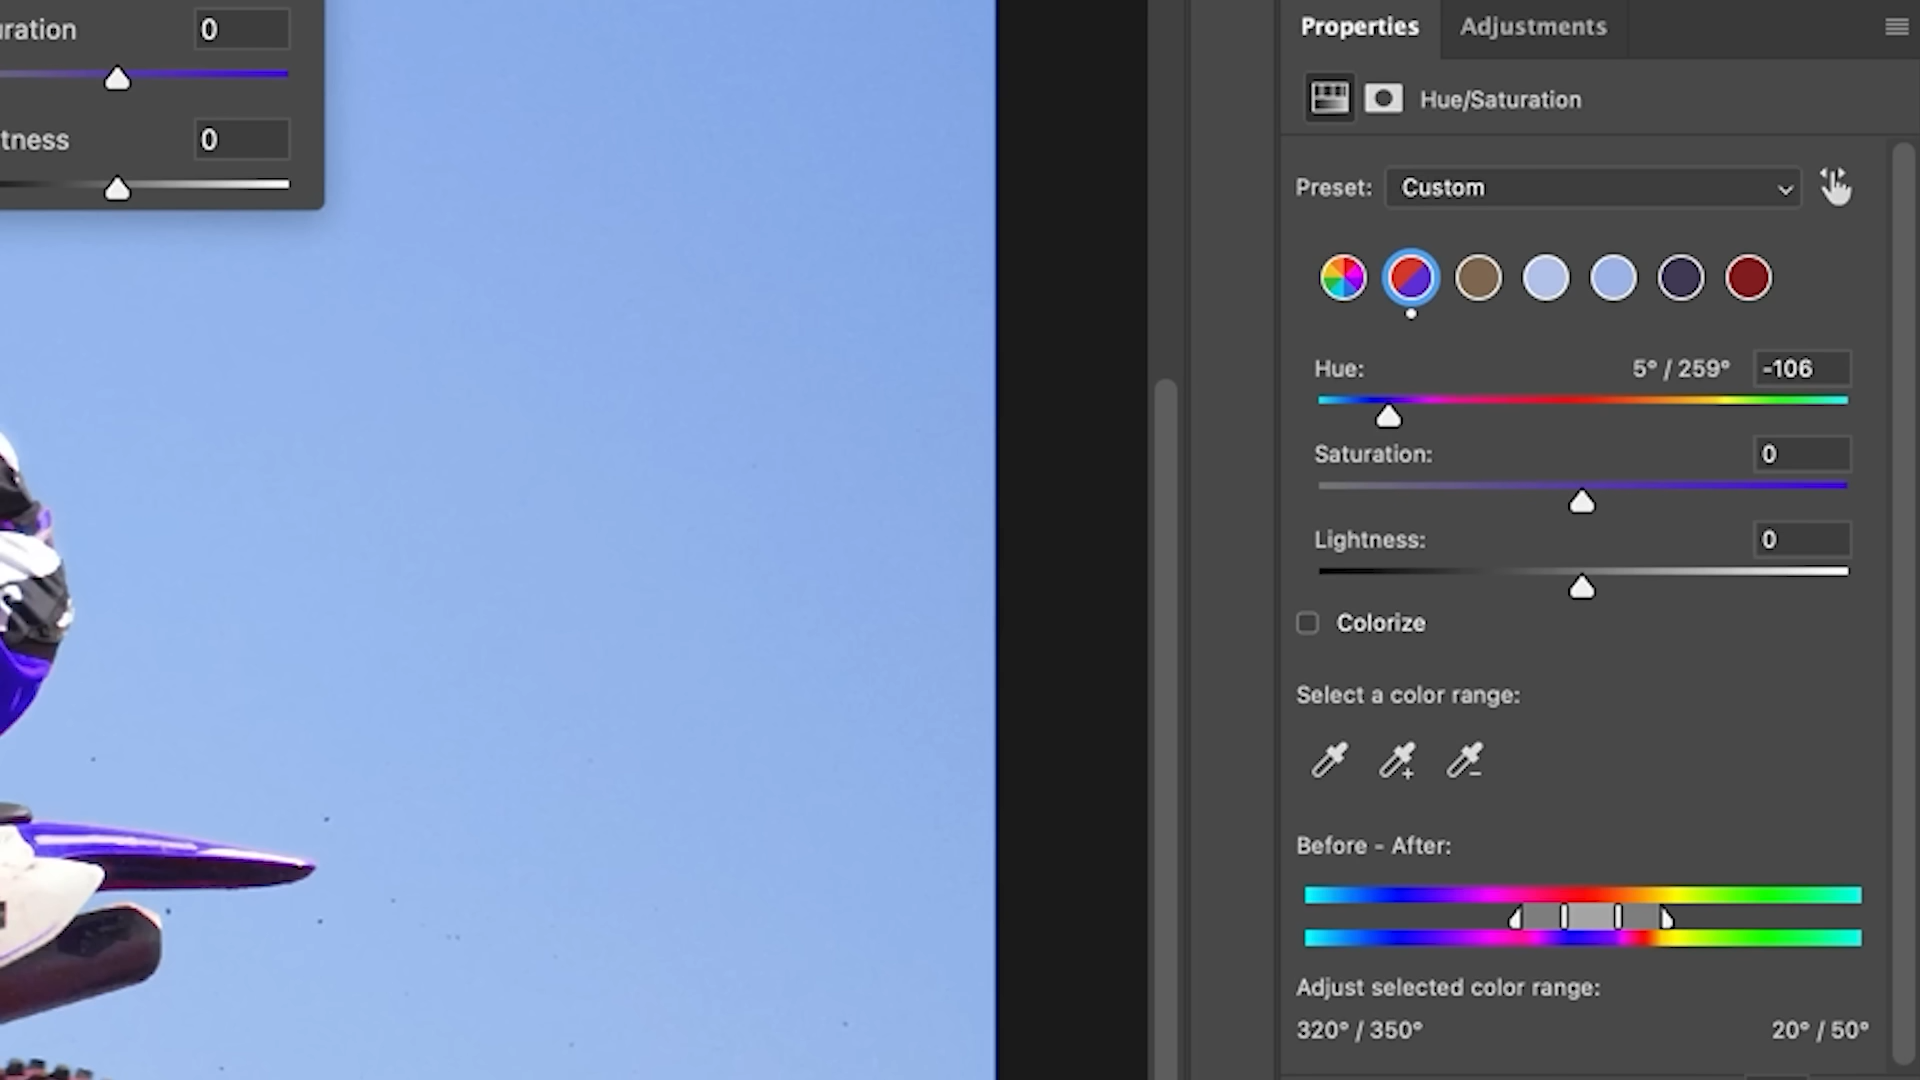 uration 0
tness 0
Properties Adjustments
Hue/Saturation
Preset: Custom
Hue: 5° / 259° -106
Saturation: 0
Lightness: 0
Colorize
Select a color range:
Before - After:
Adjust selected color range:
320° / 350° 20° / 50°